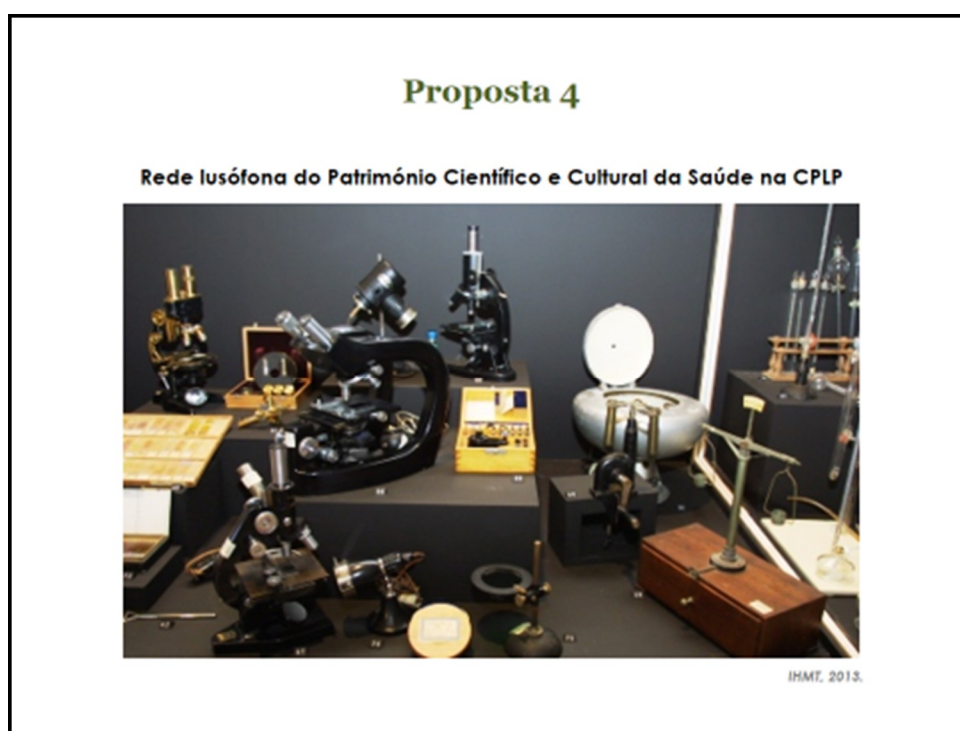 Proposta 4
Rede lusófona do Património Científico e Cultural da Saúde na CPLP
IHMT, 2013.